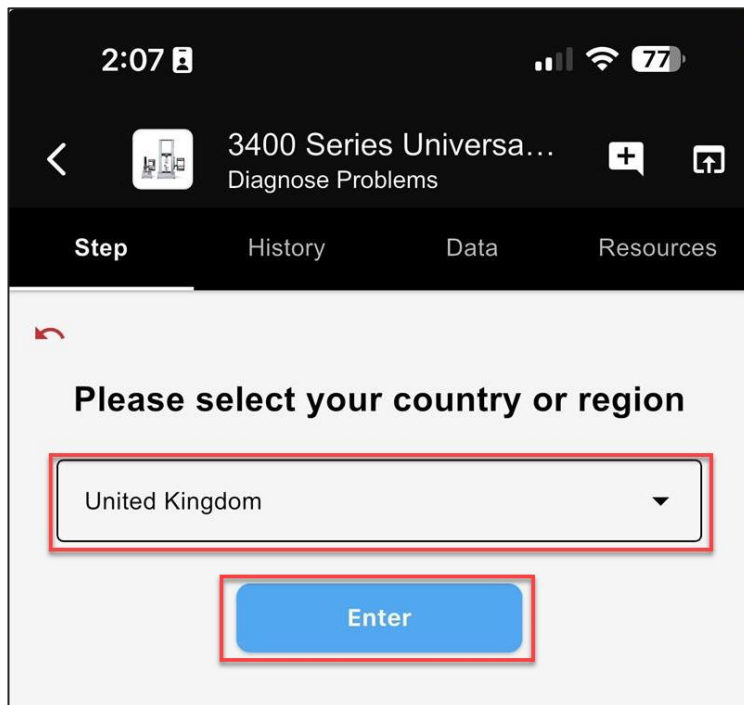 2:07
77
3400 Series Universa...
Diagnose Problems
Step History Data Resources
Please select your country or region
United Kingdom
Enter